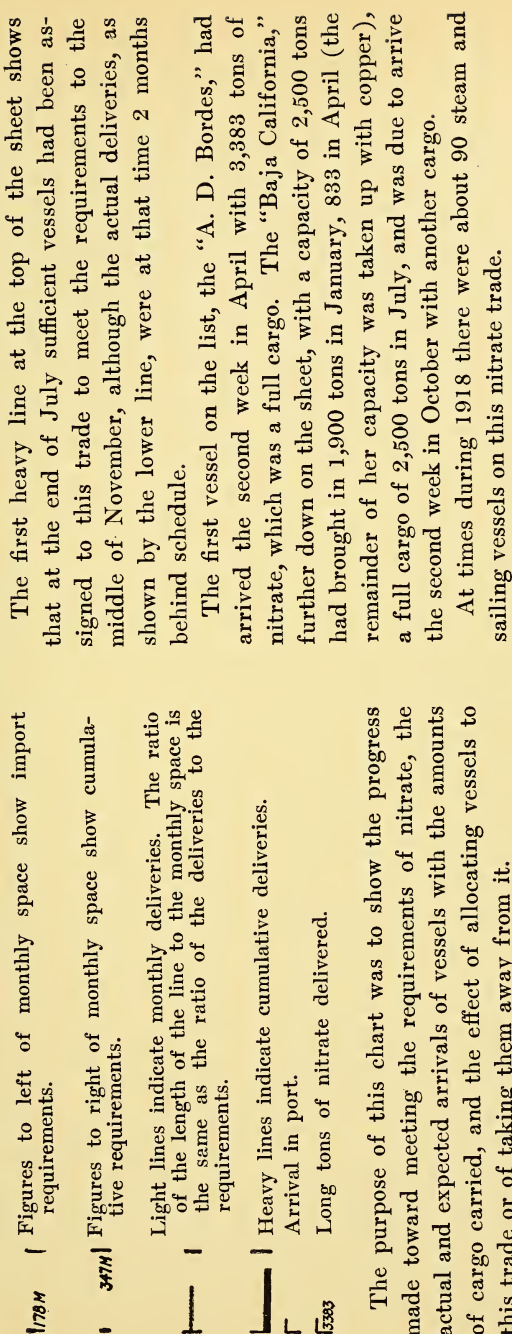 178M Figures to left of monthly space show import
requirements.
347M Figures to right of monthly space show cumula-
tive requirements.
Light lines indicate monthly deliveries. The ratio
of the length of the line to the monthly space is
the same as the ratio of the deliveries to the
requirements.
Heavy lines indicate cumulative deliveries.
Arrival in port.
3383 Long tons of nitrate delivered.
The purpose of this chart was to show the progress
made toward meeting the requirements of nitrate, the
actual and expected arrivals of vessels with the amounts
of cargo carried, and the effect of allocating vessels to
this trade or of taking them away from it.
The first heavy line at the top of the sheet shows
that at the end of July sufficient vessels had been as-
signed to this trade to meet the requirements to the
middle of November, although the actual deliveries, as
shown by the lower line, were at that time 2 months
behind schedule.
The first vessel on the list, the “A. D. Bordes,” had
arrived the second week in April with 3,383 tons of
nitrate, which was a full cargo. The “Baja California,”
further down on the sheet, with a capacity of 2,500 tons
had brought in 1,900 tons in January, 833 in April (the
remainder of her capacity was taken up with copper),
a full cargo of 2,500 tons in July, and was due to arrive
the second week in October with another cargo.
At times during 1918 there were about 90 steam and
sailing vessels on this nitrate trade.